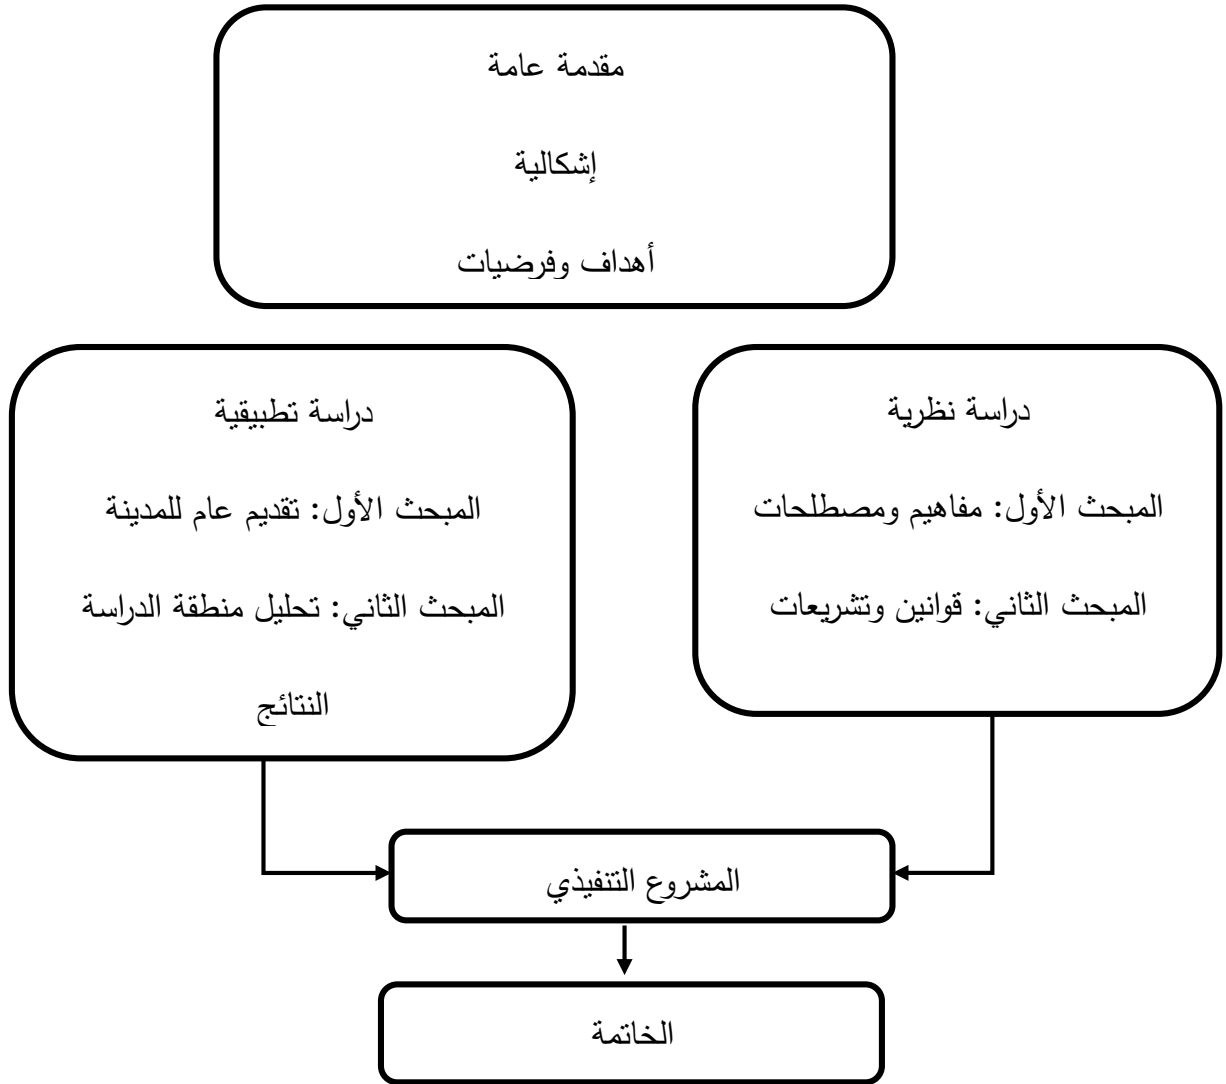 مقدمة عامة
إشكالية
أهداف وفرضيات
دراسة نظرية
المبحث الأول: مفاهيم ومصطلحات
المبحث الثاني: قوانين وتشريعات
دراسة تطبيقية
المبحث الأول: تقديم عام للمدينة
المبحث الثاني: تحليل منطقة الدراسة
النتائج
المشروع التنفيذي
الخاتمة